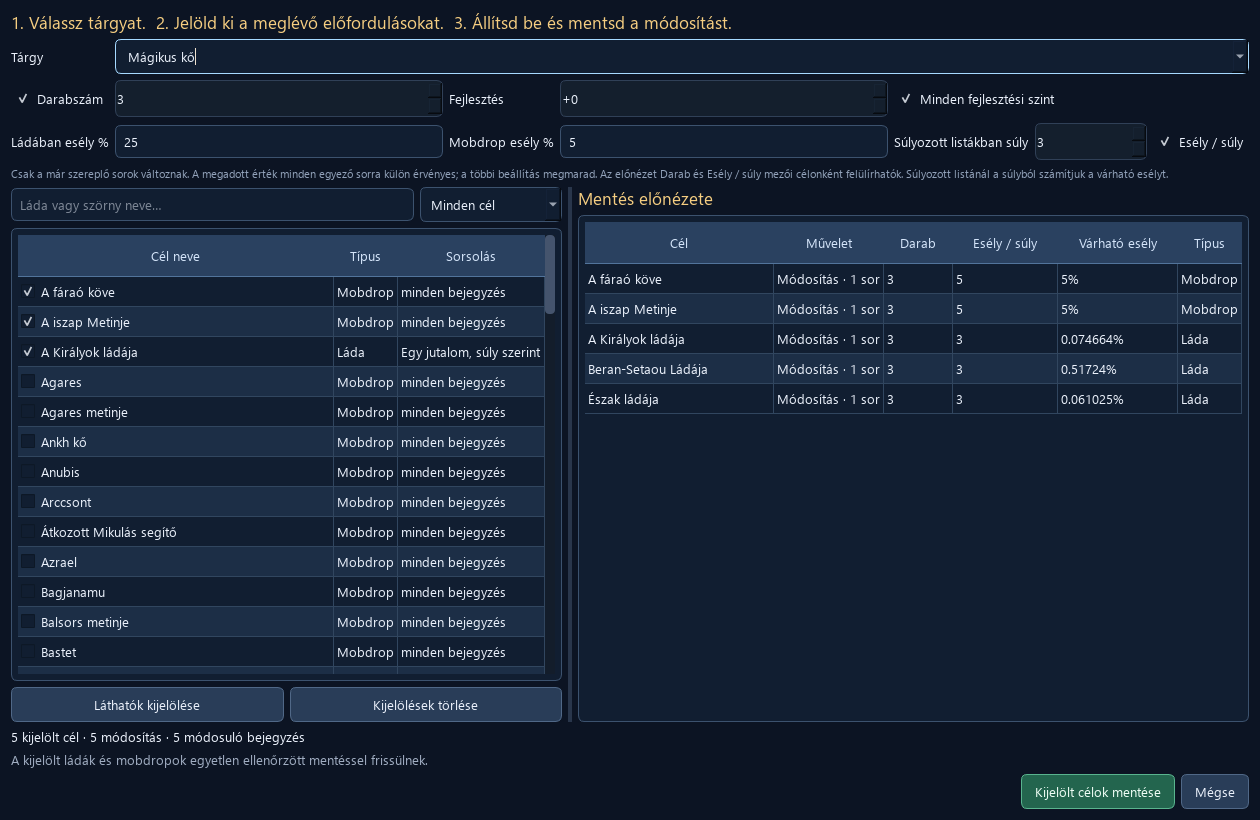 1. Válassz tárgyat.  2. Jelöld ki a meglévő előfordulásokat.  3. Állítsd be és mentsd a módosítást.
Tárgy Mágikus kő
Darabszám 3 Fejlesztés +0 Minden fejlesztési szint
Ládában esély % 25 Mobdrop esély % 5 Súlyozott listákban súly 3 Esély / súly
Csak a már szereplő sorok változnak. A megadott érték minden egyező sorra külön érvényes; a többi beállítás megmarad. Az előnézet Darab és Esély / súly mezői célonként felülírhatók. Súlyozott listánál a súlyból számítjuk a várható esélyt.
Láda vagy szörny neve... Minden cél
Cél neve Típus Sorsolás
A fáraó köve Mobdrop minden bejegyzés
A iszap Metinje Mobdrop minden bejegyzés
A Királyok ládája Láda Egy jutalom, súly szerint
Agares Mobdrop minden bejegyzés
Agares metinje Mobdrop minden bejegyzés
Ankh kő Mobdrop minden bejegyzés
Anubis Mobdrop minden bejegyzés
Arccsont Mobdrop minden bejegyzés
Átkozott Mikulás segítő Mobdrop minden bejegyzés
Azrael Mobdrop minden bejegyzés
Bagjanamu Mobdrop minden bejegyzés
Balsors metinje Mobdrop minden bejegyzés
Bastet Mobdrop minden bejegyzés
Láthatók kijelölése Kijelölések törlése
Mentés előnézete
Cél Művelet Darab Esély / súly Várható esély Típus
A fáraó köve Módosítás · 1 sor 3 5 5% Mobdrop
A iszap Metinje Módosítás · 1 sor 3 5 5% Mobdrop
A Királyok ládája Módosítás · 1 sor 3 3 0.074664% Láda
Beran-Setaou Ládája Módosítás · 1 sor 3 3 0.51724% Láda
Észak ládája Módosítás · 1 sor 3 3 0.061025% Láda
5 kijelölt cél · 5 módosítás · 5 módosuló bejegyzés
A kijelölt ládák és mobdropok egyetlen ellenőrzött mentéssel frissülnek.
Kijelölt célok mentése Mégse